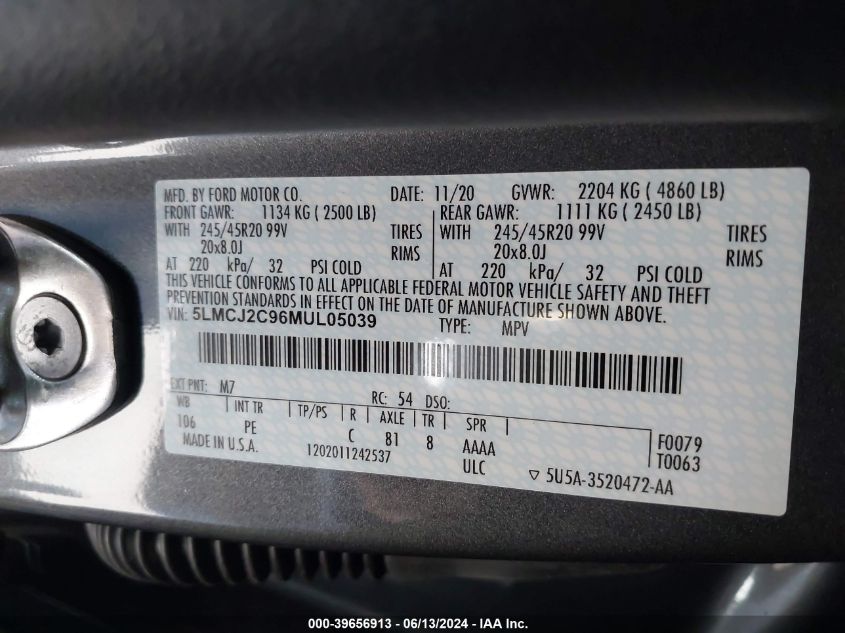 MFD. BY FORD MOTOR CO. DATE: 11/20 GVWR: 2204 KG ( 4860 LB)
FRONT GAWR: 1134 KG ( 2500 LB) REAR GAWR: 1111 KG ( 2450 LB)
WITH 245/45R20 99V TIRES WITH 245/45R20 99V TIRES
20x8.0J RIMS 20x8.0J RIMS
AT 220 kPa/ 32 PSI COLD AT 220 kPa/ 32 PSI COLD
THIS VEHICLE CONFORMS TO ALL APPLICABLE FEDERAL MOTOR VEHICLE SAFETY AND THEFT
PREVENTION STANDARDS IN EFFECT ON THE DATE OF MANUFACTURE SHOWN ABOVE.
VIN: 5LMCJ2C96MUL05039 TYPE: MPV
EXT PNT: M7 RC: 54 DSO:
WB INT TR TP/PS R AXLE TR SPR
106 PE C 81 8 AAAA F0079
MADE IN U.S.A. 1202011242537 ULC T0063
▽ 5U5A-3520472-AA
000-39656913 - 06/13/2024 - IAA Inc.